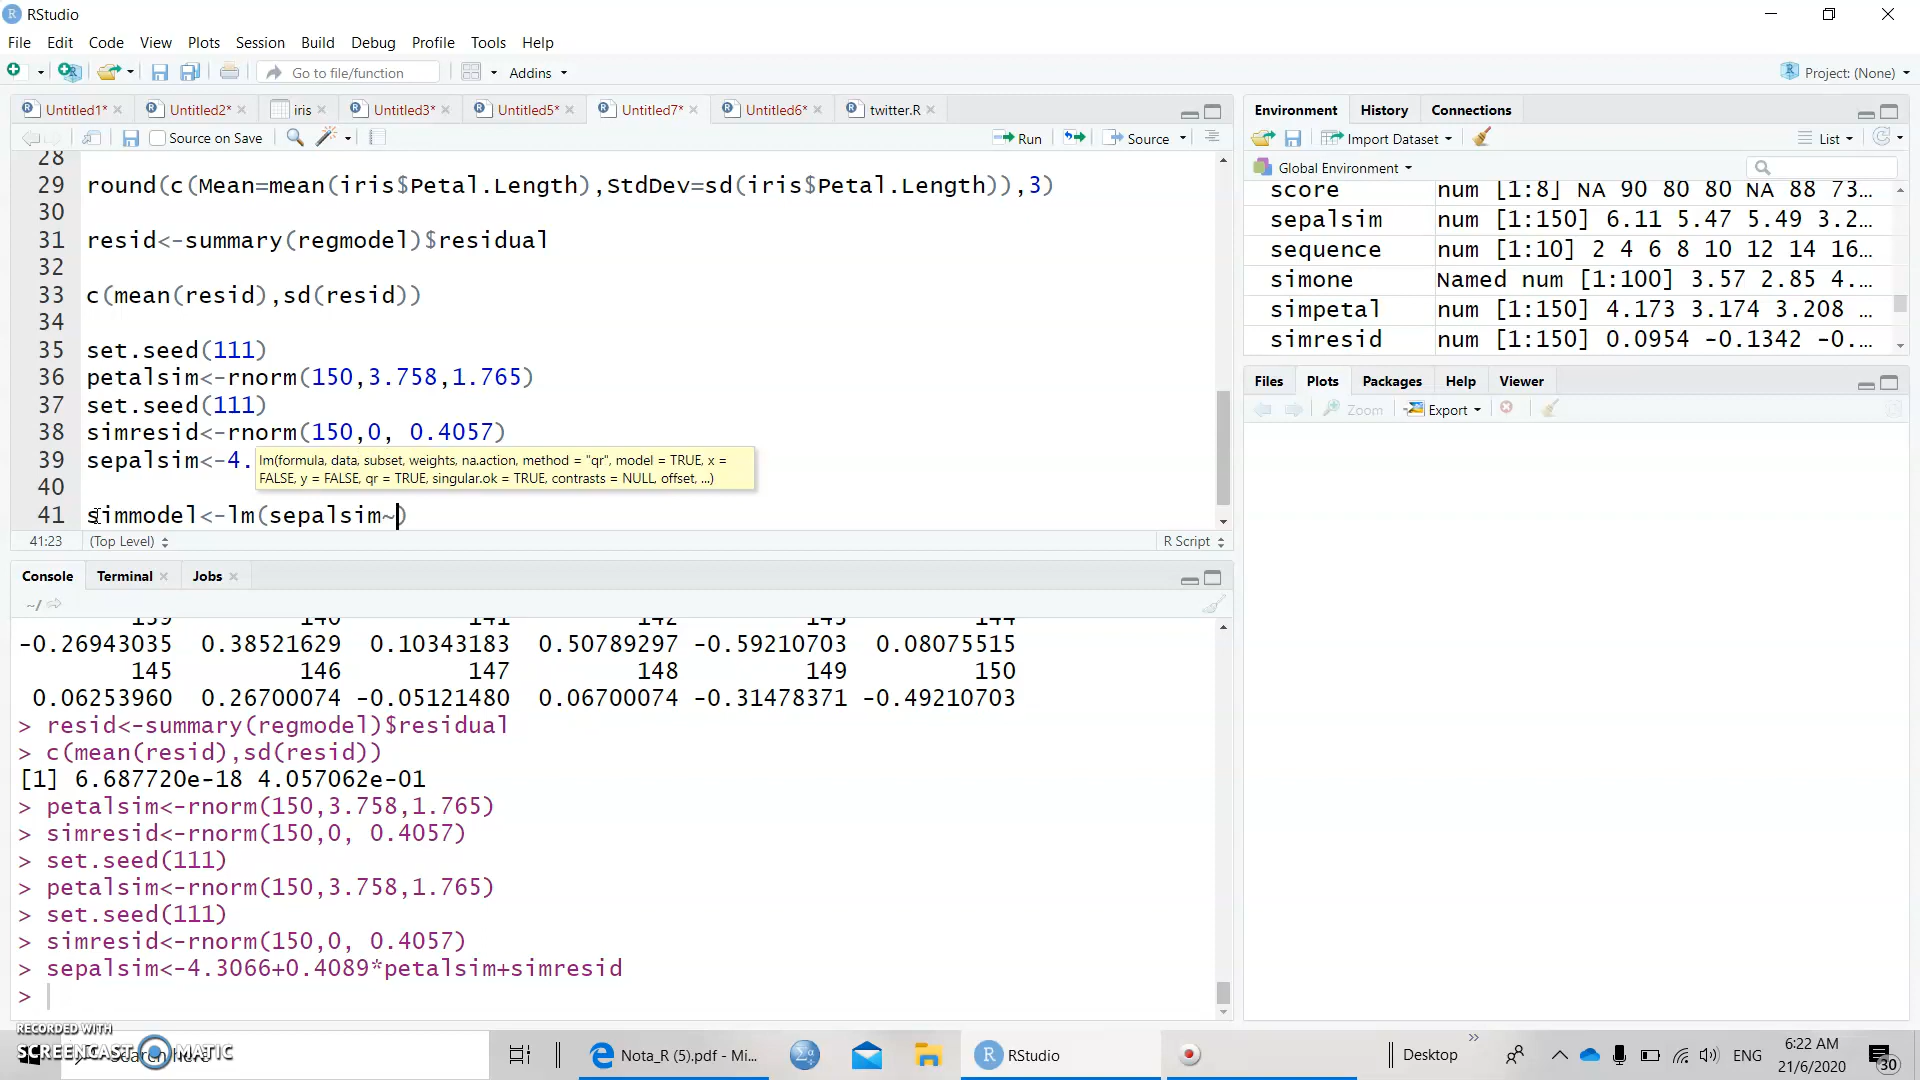 RStudio
File Edit Code View Plots Session Build Debug Profile Tools Help
Go to file/function Addins Project: (None)
Untitled1* Untitled2* iris Untitled3* Untitled5* Untitled7* Untitled6* twitter.R
Source on Save Run Source
28
29 round(c(Mean=mean(iris$Petal.Length),StdDev=sd(iris$Petal.Length)),3)
30
31 resid<-summary(regmodel)$residual
32
33 c(mean(resid),sd(resid))
34
35 set.seed(111)
36 petalsim<-rnorm(150,3.758,1.765)
37 set.seed(111)
38 simresid<-rnorm(150,0, 0.4057)
39 sepalsim<-4.
lm(formula, data, subset, weights, na.action, method = "qr", model = TRUE, x =
FALSE, y = FALSE, qr = TRUE, singular.ok = TRUE, contrasts = NULL, offset, ...)
40
41 simmodel<-lm(sepalsim~)
41:23 (Top Level) R Script
Console Terminal Jobs
~/
139 140 141 142 143 144
-0.26943035 0.38521629 0.10343183 0.50789297 -0.59210703 0.08075515
145 146 147 148 149 150
0.06253960 0.26700074 -0.05121480 0.06700074 -0.31478371 -0.49210703
> resid<-summary(regmodel)$residual
> c(mean(resid),sd(resid))
[1] 6.687720e-18 4.057062e-01
> petalsim<-rnorm(150,3.758,1.765)
> simresid<-rnorm(150,0, 0.4057)
> set.seed(111)
> petalsim<-rnorm(150,3.758,1.765)
> set.seed(111)
> simresid<-rnorm(150,0, 0.4057)
> sepalsim<-4.3066+0.4089*petalsim+simresid
>
Environment History Connections
Import Dataset List
Global Environment
score num [1:8] NA 90 80 80 NA 88 73...
sepalsim num [1:150] 6.11 5.47 5.49 3.2...
sequence num [1:10] 2 4 6 8 10 12 14 16...
simone Named num [1:100] 3.57 2.85 4....
simpetal num [1:150] 4.173 3.174 3.208 ...
simresid num [1:150] 0.0954 -0.1342 -0....
Files Plots Packages Help Viewer
Zoom Export
RECORDED WITH
SCREENCAST MATIC
Nota_R (5).pdf - Mi... RStudio Desktop ENG 6:22 AM
21/6/2020 30